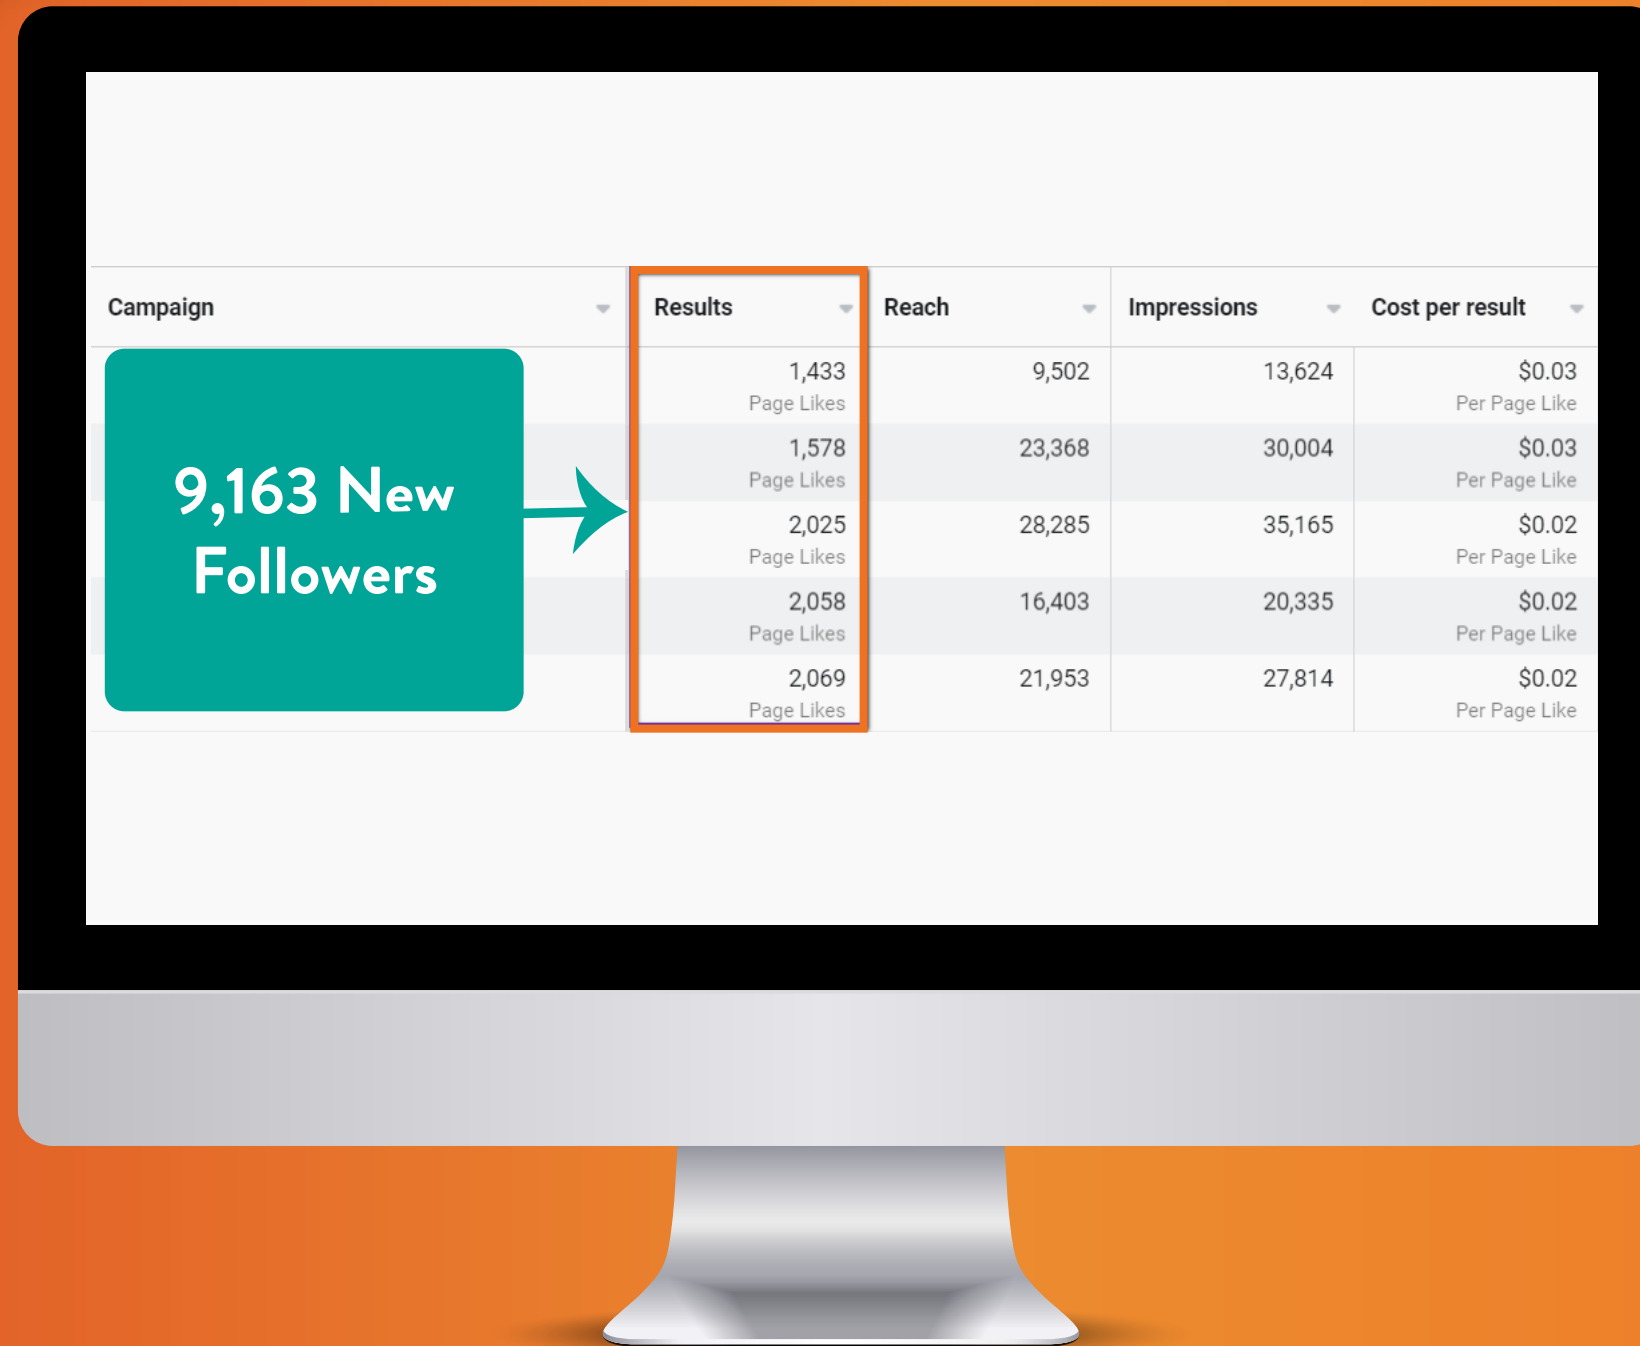 Campaign Results Reach Impressions Cost per result
9,163 New
Followers
1,433 9,502 13,624 $0.03
Page Likes Per Page Like
1,578 23,368 30,004 $0.03
Page Likes Per Page Like
2,025 28,285 35,165 $0.02
Page Likes Per Page Like
2,058 16,403 20,335 $0.02
Page Likes Per Page Like
2,069 21,953 27,814 $0.02
Page Likes Per Page Like